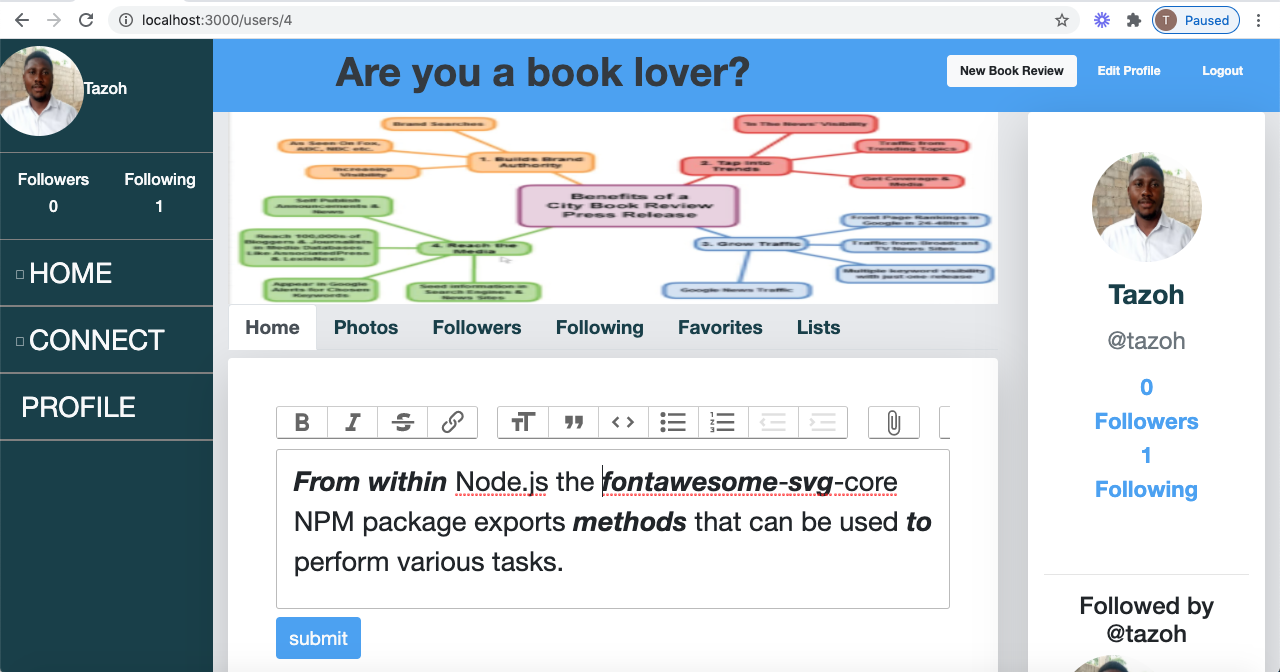 localhost:3000/users/4
T Paused
Tazoh
Followers Following
0 1
HOME
CONNECT
PROFILE
Are you a book lover?
New Book Review Edit Profile Logout
Brand Searches
As Seen On Fox,
ABC, NBC etc.
Increasing
Visibility
1. Builds Brand
Authority
'In The News' Visibility
Traffic from
Trending Topics
2. Tap Into
Trends
Get Coverage &
Media
Benefits of a
City Book Review
Press Release
Self Publish
Announcements &
News
Reach 100,000s of
Bloggers & Journalists
in Media Databases
Like AssociatedPress
& LexisNexis
4. Reach the
Media
Appear in Google
Alerts for Chosen
Keywords
Seed information in
Search Engines &
News Sites
3. Grow Traffic
Front Page Rankings in
Google in 24-48hrs
Traffic from Broadcast
TV News Sites
Multiple keyword visibility
with just one release
Google News Traffic
Home Photos Followers Following Favorites Lists
From within Node.js the fontawesome-svg-core
NPM package exports methods that can be used to
perform various tasks.
submit
Tazoh
@tazoh
0
Followers
1
Following
Followed by
@tazoh